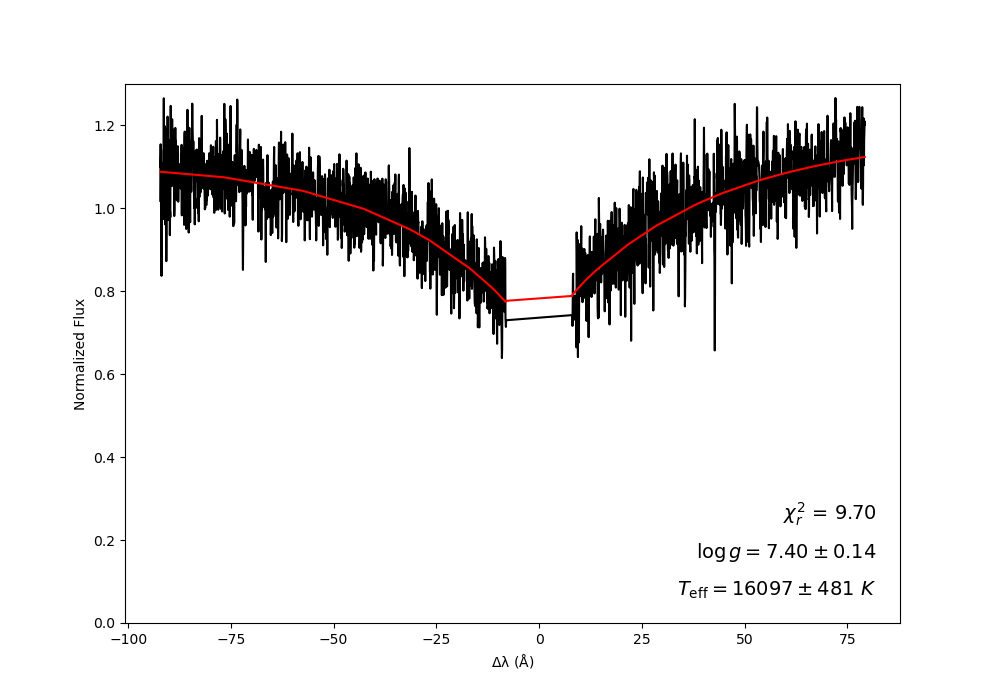 1.2
1.0
0.8
0.6
0.4
0.2
0.0
Normalized Flux
χ²ᵣ = 9.70
log g = 7.40 ± 0.14
T_eff = 16097 ± 481 K
−100 −75 −50 −25 0 25 50 75
Δλ (Å)